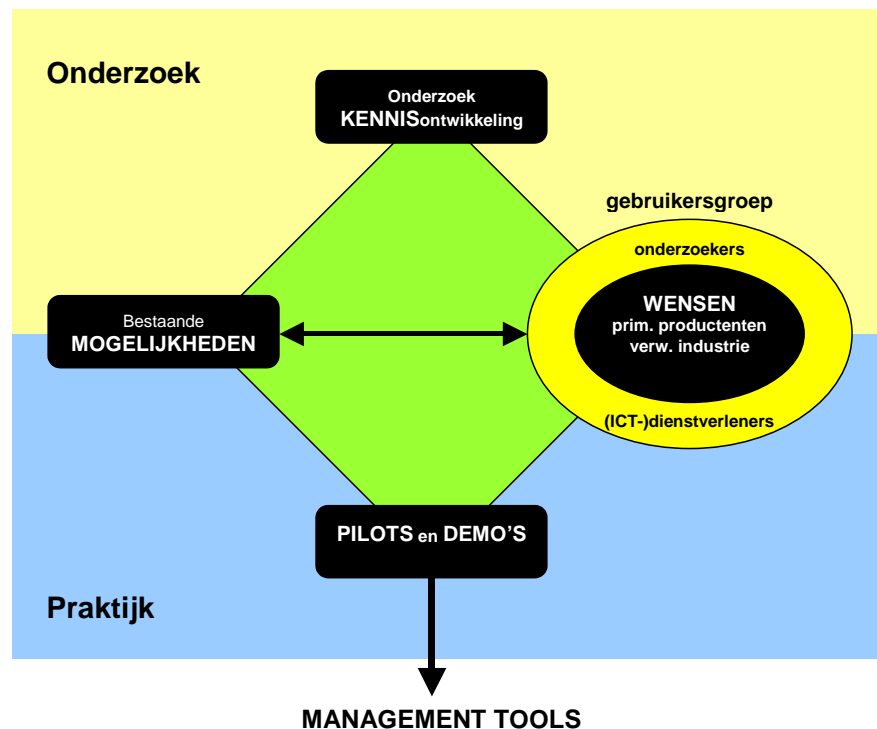 Onderzoek
Onderzoek
KENNISontwikkeling
gebruikersgroep
onderzoekers
WENSEN
prim. productenten
verw. industrie
Bestaande
MOGELIJKHEDEN
(ICT-)dienstverleners
PILOTS en DEMO'S
Praktijk
MANAGEMENT TOOLS